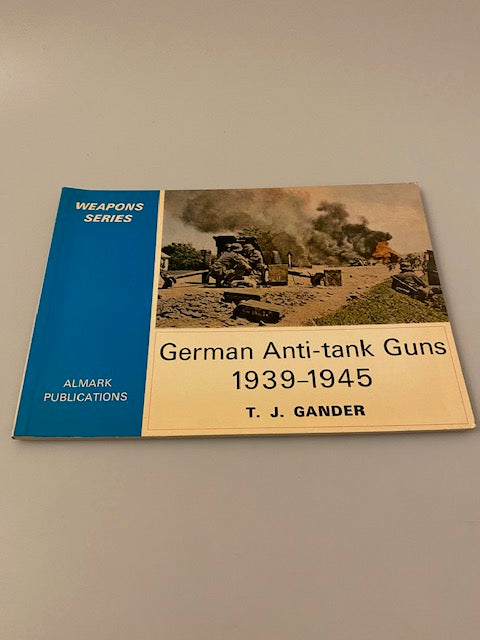 WEAPONS
SERIES
German Anti-tank Guns
1939–1945
T. J. GANDER
ALMARK
PUBLICATIONS